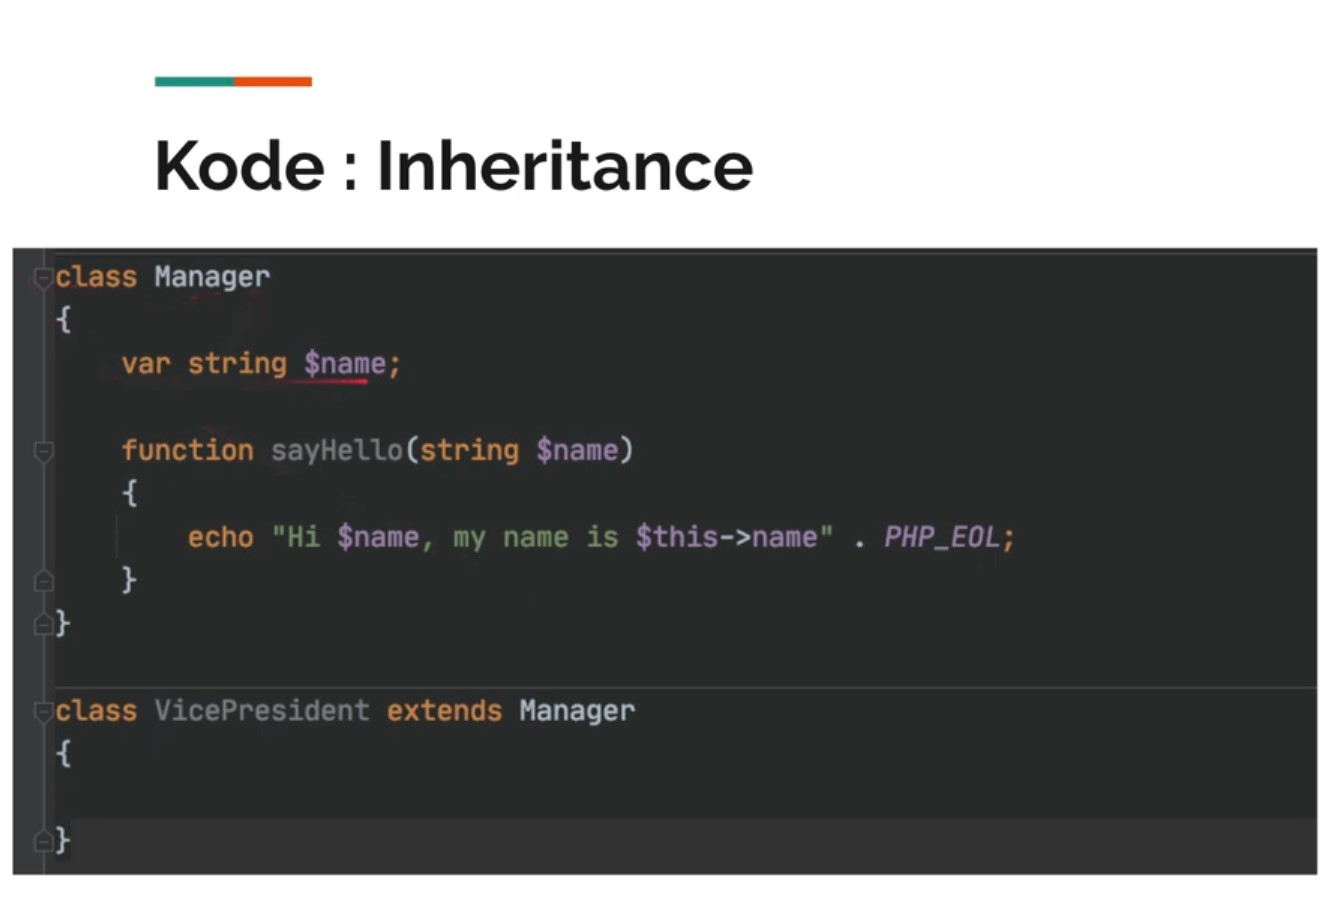 Kode : Inheritance
class Manager
{
    var string $name;
    function sayHello(string $name)
    {
        echo "Hi $name, my name is $this->name" . PHP_EOL;
    }
}
class VicePresident extends Manager
{
}